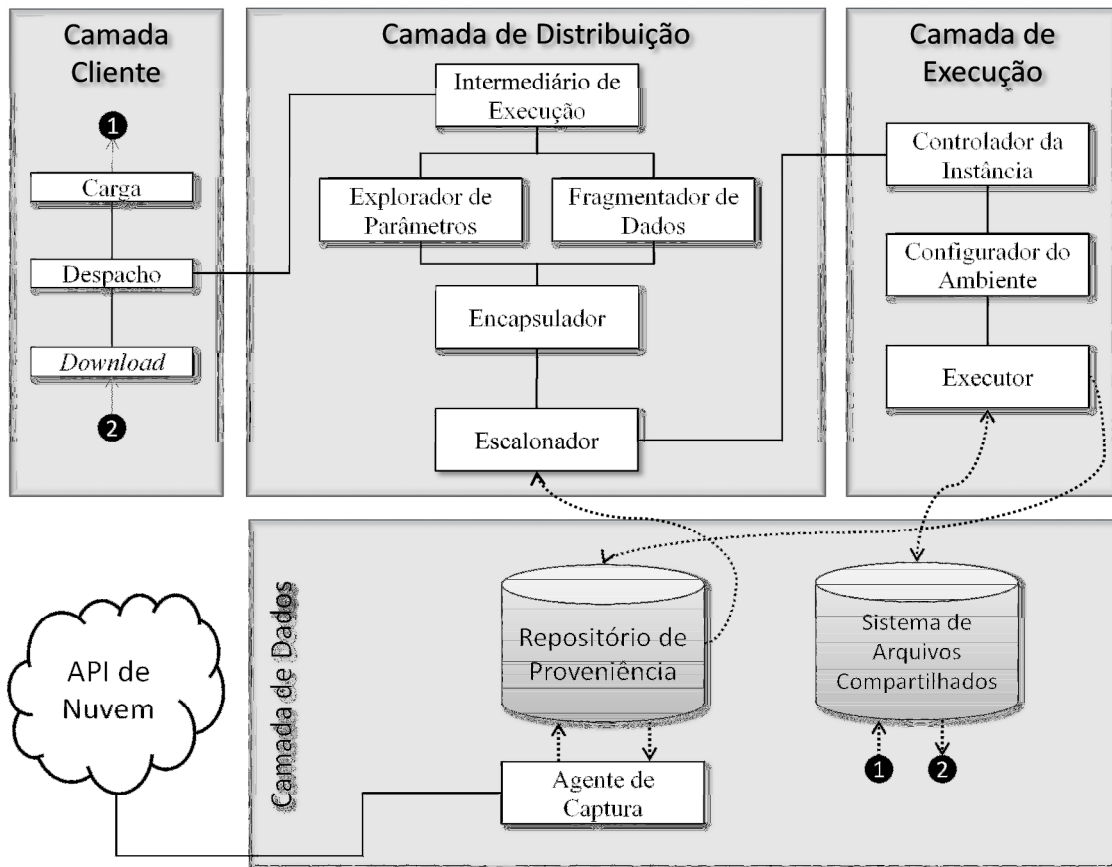 Camada
Cliente
1
Carga
Despacho
Download
2
Camada de Distribuição
Intermediário de
Execução
Explorador de
Parâmetros
Fragmentador de
Dados
Encapsulador
Escalonador
Camada de
Execução
Controlador da
Instância
Configurador do
Ambiente
Executor
API de
Nuvem
Camada de Dados
Repositório de
Proveniência
Agente de
Captura
Sistema de
Arquivos
Compartilhados
1
2